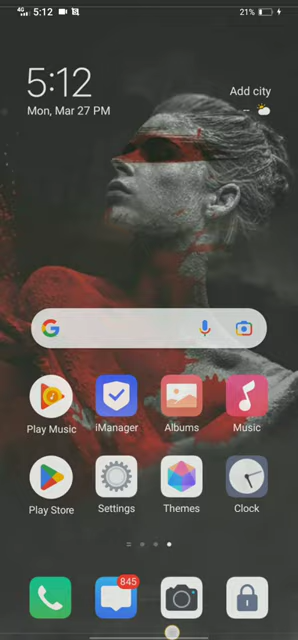 4G 5:12 21%
5:12
Mon, Mar 27 PM
Add city
--
Play Music iManager Albums Music
Play Store Settings Themes Clock
845